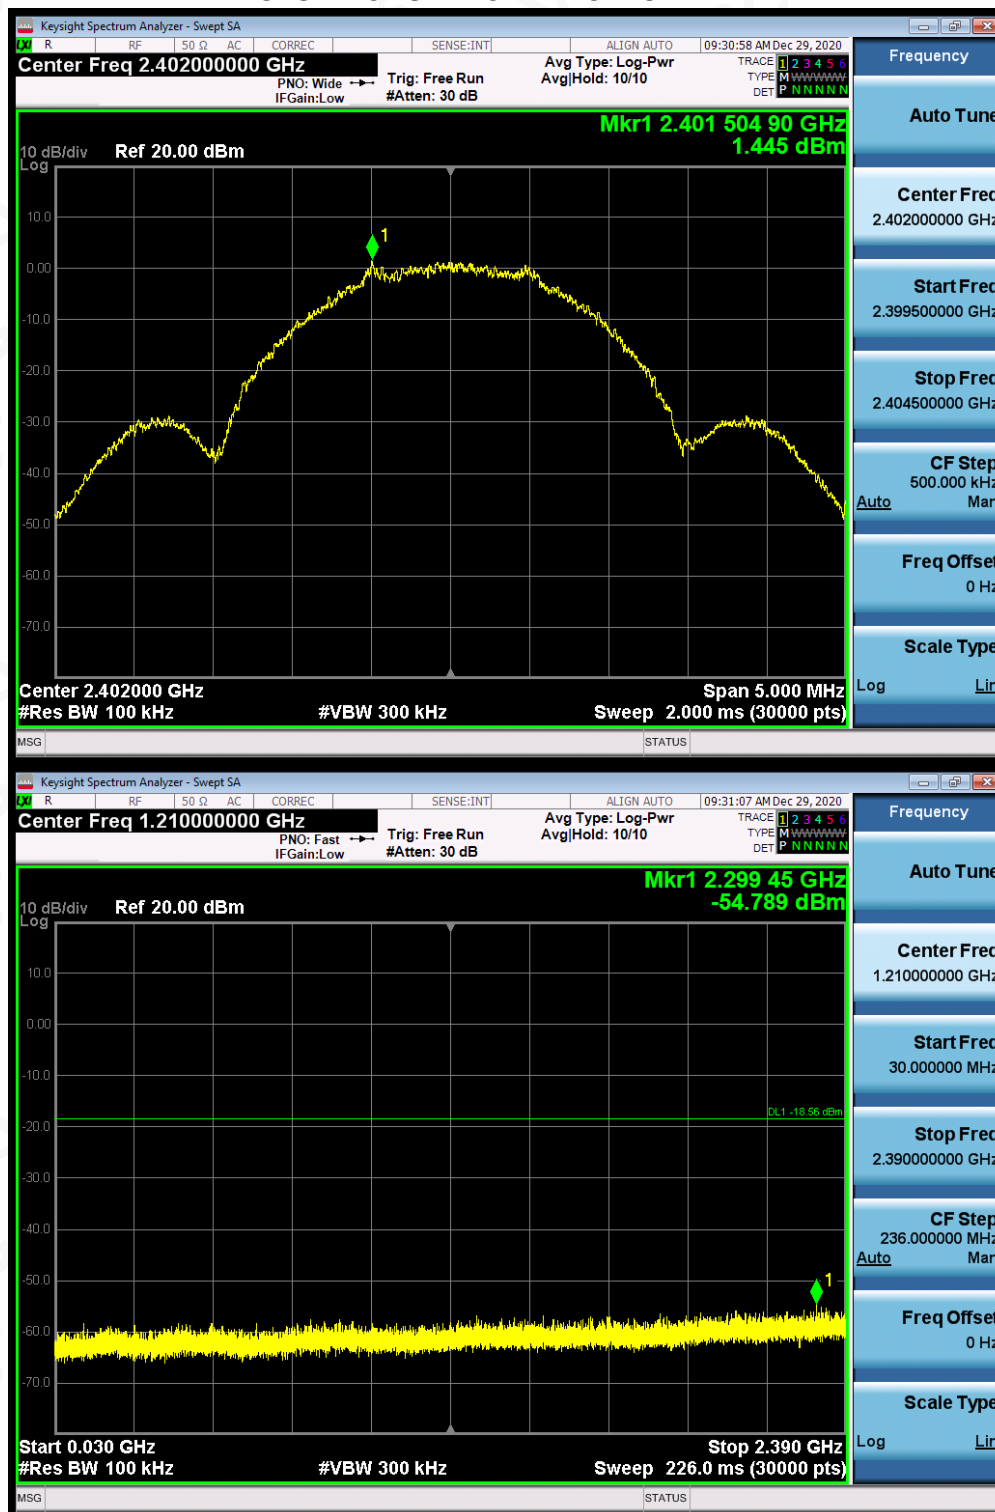 Keysight Spectrum Analyzer - Swept SA
LXI R RF 50 Ω AC CORREC SENSE:INT ALIGN AUTO 09:30:58 AM Dec 29, 2020
Center Freq 2.402000000 GHz
PNO: Wide
IFGain:Low
Trig: Free Run
#Atten: 30 dB
Avg Type: Log-Pwr
Avg|Hold: 10/10
TRACE 1 2 3 4 5 6
TYPE M WWWWW
DET P N N N N N
Mkr1 2.401 504 90 GHz
1.445 dBm
10 dB/div
Log
Ref 20.00 dBm
1
10.0
0.00
-10.0
-20.0
-30.0
-40.0
-50.0
-60.0
-70.0
Center 2.402000 GHz
Span 5.000 MHz
#Res BW 100 kHz
#VBW 300 kHz
Sweep 2.000 ms (30000 pts)
MSG
STATUS
Frequency
Auto Tune
Center Freq
2.402000000 GHz
Start Freq
2.399500000 GHz
Stop Freq
2.404500000 GHz
CF Step
500.000 kHz
Auto Man
Freq Offset
0 Hz
Scale Type
Log Lin
Keysight Spectrum Analyzer - Swept SA
LXI R RF 50 Ω AC CORREC SENSE:INT ALIGN AUTO 09:31:07 AM Dec 29, 2020
Center Freq 1.210000000 GHz
PNO: Fast
IFGain:Low
Trig: Free Run
#Atten: 30 dB
Avg Type: Log-Pwr
Avg|Hold: 10/10
TRACE 1 2 3 4 5 6
TYPE M WWWWW
DET P N N N N N
Mkr1 2.299 45 GHz
-54.789 dBm
10 dB/div
Log
Ref 20.00 dBm
10.0
0.00
-10.0
DL1 -18.56 dBm
-20.0
-30.0
-40.0
-50.0
1
-60.0
-70.0
Start 0.030 GHz
Stop 2.390 GHz
#Res BW 100 kHz
#VBW 300 kHz
Sweep 226.0 ms (30000 pts)
MSG
STATUS
Frequency
Auto Tune
Center Freq
1.210000000 GHz
Start Freq
30.000000 MHz
Stop Freq
2.390000000 GHz
CF Step
236.000000 MHz
Auto Man
Freq Offset
0 Hz
Scale Type
Log Lin